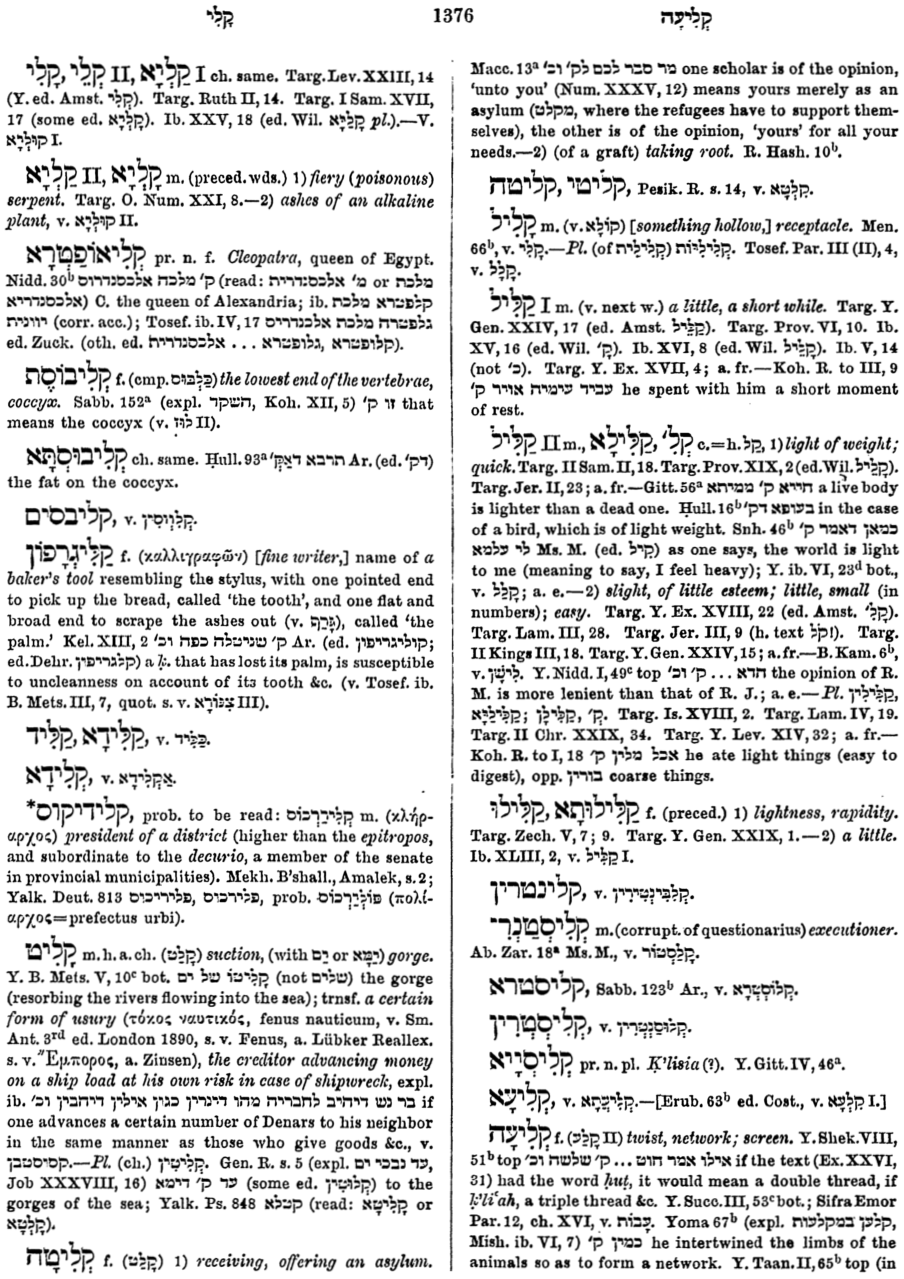 קָלִי 1376 קְלִיעָה
קָלִי, קְלֵי II, קַלְיָא I ch. same. Targ. Lev. XXIII, 14
(Y. ed. Amst. קְלִי). Targ. Ruth II, 14. Targ. I Sam. XVII,
17 (some ed. קְלָיָא). Ib. XXV, 18 (ed. Wil. קַלְיָא pl.).—V.
קוּלְיָא I.
קַלְיָא II, קָלְיָא m. (preced. wds.) 1) fiery (poisonous)
serpent. Targ. O. Num. XXI, 8.—2) ashes of an alkaline
plant, v. קוּלְיָא II.
קְלִיאוֹפַּטְרָא pr. n. f. Cleopatra, queen of Egypt.
Nidd. 30ᵇ ק' מלכה אלכסנדרוס (read: מ' אלכסנדרית or מלכת
אלכסנדריא) C. the queen of Alexandria; ib. קלפטרא מלכת
יוונית (corr. acc.); Tosef. ib. IV, 17 גלפטרה מלכת אלכסנדריס
ed. Zuck. (oth. ed. קלופטרא, גלופטרא ... אלכסנדרית).
קְלִיבוֹסֶת f. (cmp. כַּלְבּוּס) the lowest end of the vertebrae,
coccyx. Sabb. 152ᵃ (expl. השקד, Koh. XII, 5) זו ק' that
means the coccyx (v. לוּז II).
קְלִיבוּסְתָּא ch. same. Ḥull. 93ᵃ תרבא דאַקְ' Ar. (ed. דק')
the fat on the coccyx.
קליבסים, v. קְלְווּסִין.
קַלִּיגְרָפוֹן f. (καλλιγραφῶν) [fine writer,] name of a
baker's tool resembling the stylus, with one pointed end
to pick up the bread, called 'the tooth', and one flat and
broad end to scrape the ashes out (v. גָּרַף), called 'the
palm.' Kel. XIII, 2 ק' שניטלה כפה וכ' Ar. (ed. קוליגריפון;
ed. Dehr. קלגריפון) a ḳ. that has lost its palm, is susceptible
to uncleanness on account of its tooth &c. (v. Tosef. ib.
B. Mets. III, 7, quot. s. v. צִנּוֹרָא III).
קַלִּידָא, קַלִּיד, v. כַּלִּיד.
קְלִידָא, v. אַקְלִידָא.
*קלידיקוס, prob. to be read: קְלִירַכוֹס m. (κλήρ-
αρχος) president of a district (higher than the epitropos,
and subordinate to the decurio, a member of the senate
in provincial municipalities). Mekh. B'shall., Amalek, s. 2;
Yalk. Deut. 813 פלירכוס, פליריכוס, prob. פּוֹלְיַרְכוֹס (πολί-
αρχος=prefectus urbi).
קָלִיט m. h. a. ch. (קָלַט) suction, (with יָם or יַמָּא) gorge.
Y. B. Mets. V, 10ᶜ bot. קָלִיטוֹ של ים (not שלים) the gorge
(resorbing the rivers flowing into the sea); trnsf. a certain
form of usury (τόκος ναυτικός, fenus nauticum, v. Sm.
Ant. 3ʳᵈ ed. London 1890, s. v. Fenus, a. Lübker Reallex.
s. v. Ἔμπορος, a. Zinsen), the creditor advancing money
on a ship load at his own risk in case of shipwreck, expl.
ib. בר נש דיהיב לחבריה מהו דינרין כגון אילין דיהבין וכ' if
one advances a certain number of Denars to his neighbor
in the same manner as those who give goods &c., v.
קסוסטבן.—Pl. (ch.) קָלִיטִין. Gen. R. s. 5 (expl. עד נבכי ים,
Job XXXVIII, 16) עד ק' דימא (some ed. קְלוּטִין) to the
gorges of the sea; Yalk. Ps. 848 קטלא (read: קָלִיטָא or
קָלְטָא).
קְלִיטָה f. (קָלַט) 1) receiving, offering an asylum.
Macc. 13ᵃ מר סבר לכם לק' וכ' one scholar is of the opinion,
'unto you' (Num. XXXV, 12) means yours merely as an
asylum (מקלט, where the refugees have to support them-
selves), the other is of the opinion, 'yours' for all your
needs.—2) (of a graft) taking root. R. Hash. 10ᵇ.
קליטי, קליטה, Pesik. R. s. 14, v. קַלְטָא.
קְלִיל m. (v. קוֹלָא) [something hollow,] receptacle. Men.
66ᵇ, v. קָלִי.—Pl. (of קְלִילִית) קְלִילִיּוֹת. Tosef. Par. III (II), 4,
v. קָלָל.
קְלִיל I m. (v. next w.) a little, a short while. Targ. Y.
Gen. XXIV, 17 (ed. Amst. קַלִּיל). Targ. Prov. VI, 10. Ib.
XV, 16 (ed. Wil. קָ'). Ib. XVI, 8 (ed. Wil. קַלִּיל). Ib. V, 14
(not כ'). Targ. Y. Ex. XVII, 4; a. fr.—Koh. R. to III, 9
עביד עימיה אויר ק' he spent with him a short moment
of rest.
קַלִּיל II m., קַלִּילָא, קְל' c.=h. קַל, 1) light of weight;
quick. Targ. II Sam. II, 18. Targ. Prov. XIX, 2 (ed. Wil. קָלִיל).
Targ. Jer. II, 23; a. fr.—Gitt. 56ᵃ חייא ק' ממיתא a live body
is lighter than a dead one. Ḥull. 16ᵇ בעופא דק' in the case
of a bird, which is of light weight. Snh. 46ᵇ כמאן דאמר ק'
לי עלמא Ms. M. (ed. קיל) as one says, the world is light
to me (meaning to say, I feel heavy); Y. ib. VI, 23ᵈ bot.,
v. קְלַל; a. e.—2) slight, of little esteem; little, small (in
numbers); easy. Targ. Y. Ex. XVIII, 22 (ed. Amst. קְל').
Targ. Lam. III, 28. Targ. Jer. III, 9 (h. text קל!). Targ.
II Kings III, 18. Targ. Y. Gen. XXIV, 15; a. fr.—B. Kam. 6ᵇ,
v. לִישָׁן. Y. Nidd. I, 49ᶜ top חדא ... ק' וכ' the opinion of R.
M. is more lenient than that of R. J.; a. e.—Pl. קַלִּילִין,
קַלִּילַיָּא; קַלִּילָן, קְ'. Targ. Is. XVIII, 2. Targ. Lam. IV, 19.
Targ. II Chr. XXIX, 34. Targ. Y. Lev. XIV, 32; a. fr.—
Koh. R. to I, 18 אכל מלין ק' he ate light things (easy to
digest), opp. בורין coarse things.
קַלִּילוּתָא, קַלִּילוּ f. (preced.) 1) lightness, rapidity.
Targ. Zech. V, 7; 9. Targ. Y. Gen. XXIX, 1.—2) a little.
Ib. XLIII, 2, v. קְלִיל I.
קלינטרין, v. קְלְבִּינְטִירִין.
קְלִיסְטַנְרִי m. (corrupt. of questionarius) executioner.
Ab. Zar. 18ᵃ Ms. M., v. קַלַּסְטוֹר.
קליסטרא, Sabb. 123ᵇ Ar., v. קְלוֹסְטְרָא.
קְלִיסְטְרִין, v. קְלוּסַנְטְרִין.
קְלִיסְיָיא pr. n. pl. Ḳ'lisia (?). Y. Gitt. IV, 46ᵃ.
קְלִיעָא, v. קְלִיעֲתָא.—[Erub. 63ᵇ ed. Cost., v. קִלְעָא I.]
קְלִיעָה f. (קָלַע II) twist, network; screen. Y. Shek. VIII,
51ᵇ top אילו אמר חוט ... ק' שלשה וכ' if the text (Ex. XXVI,
31) had the word ḥuṭ, it would mean a double thread, if
ḳ'li‘ah, a triple thread &c. Y. Succ. III, 53ᶜ bot.; Sifra Emor
Par. 12, ch. XVI, v. עֲבוֹת. Yoma 67ᵇ (expl. קלען במקלעות,
Mish. ib. VI, 7) כמין ק' he intertwined the limbs of the
animals so as to form a network. Y. Taan. II, 65ᵇ top (in